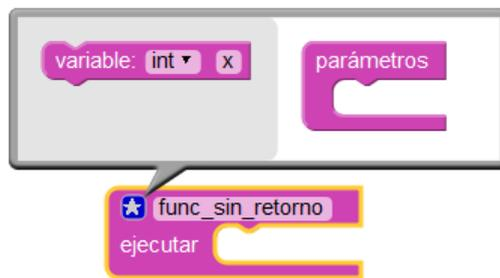 variable: int x
parámetros
func_sin_retorno
ejecutar